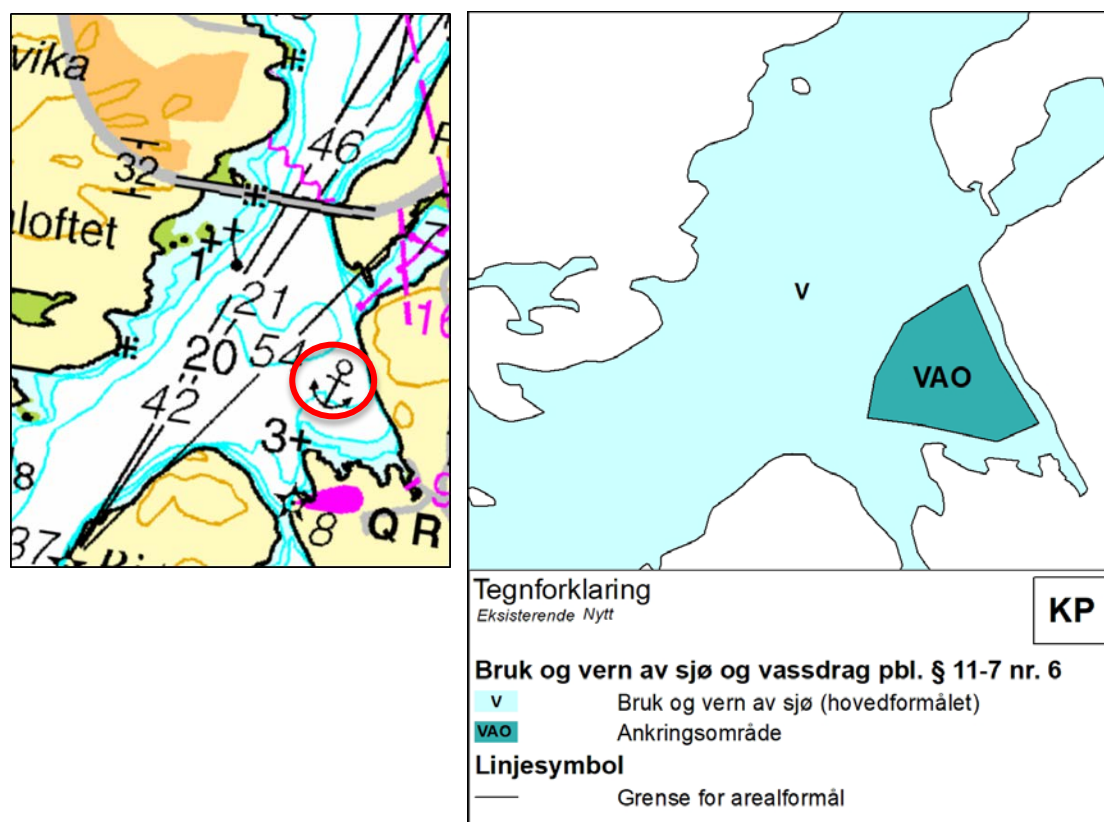 vika
46
32
loftet
1
21
20
54
42
16
3
8
8
37
Q R
V
VAO
Tegnforklaring
Eksisterende Nytt
KP
Bruk og vern av sjø og vassdrag pbl. § 11-7 nr. 6
V Bruk og vern av sjø (hovedformålet)
VAO Ankringsområde
Linjesymbol
Grense for arealformål